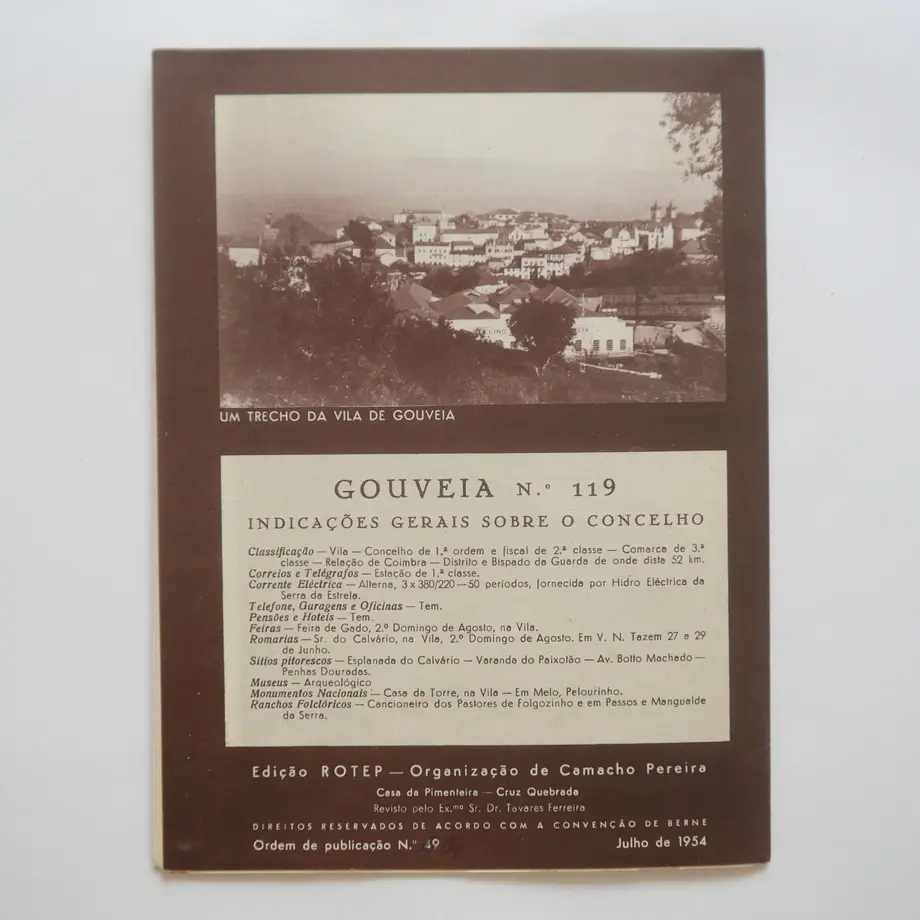 UM TRECHO DA VILA DE GOUVEIA
GOUVEIA N.º 119
INDICAÇÕES GERAIS SOBRE O CONCELHO
Classificação — Vila — Concelho de 1.ª ordem e fiscal de 2.ª classe — Comarca de 3.ª
classe — Relação de Coimbra — Distrito e Bispado da Guarda de onde dista 52 km.
Correios e Telégrafos — Estação de 1.ª classe.
Corrente Eléctrica — Alterna, 3 x 380/220 — 50 períodos, fornecida por Hidro Eléctrica da
Serra da Estrela.
Telefone, Garagens e Oficinas — Tem.
Pensões e Hoteis — Tem.
Feiras — Feira de Gado, 2.º Domingo de Agosto, na Vila.
Romarias — Sr. do Calvário, na Vila, 2.º Domingo de Agosto. Em V. N. Tazem 27 a 29
de Junho.
Sítios pitorescos — Esplanada do Calvário — Varanda do Paixotão — Av. Botto Machado —
Penhas Douradas.
Museus — Arqueológico
Monumentos Nacionais — Casa da Torre, na Vila — Em Melo, Pelourinho.
Ranchos Folclóricos — Cancioneiro dos Pastores de Folgozinho e em Passos e Mangualde
da Serra.
Edição ROTEP — Organização de Camacho Pereira
Casa da Pimenteira — Cruz Quebrada
Revisto pelo Ex.mo Sr. Dr. Tavares Ferreira
DIREITOS RESERVADOS DE ACORDO COM A CONVENÇÃO DE BERNE
Ordem de publicação N.º 49 Julho de 1954